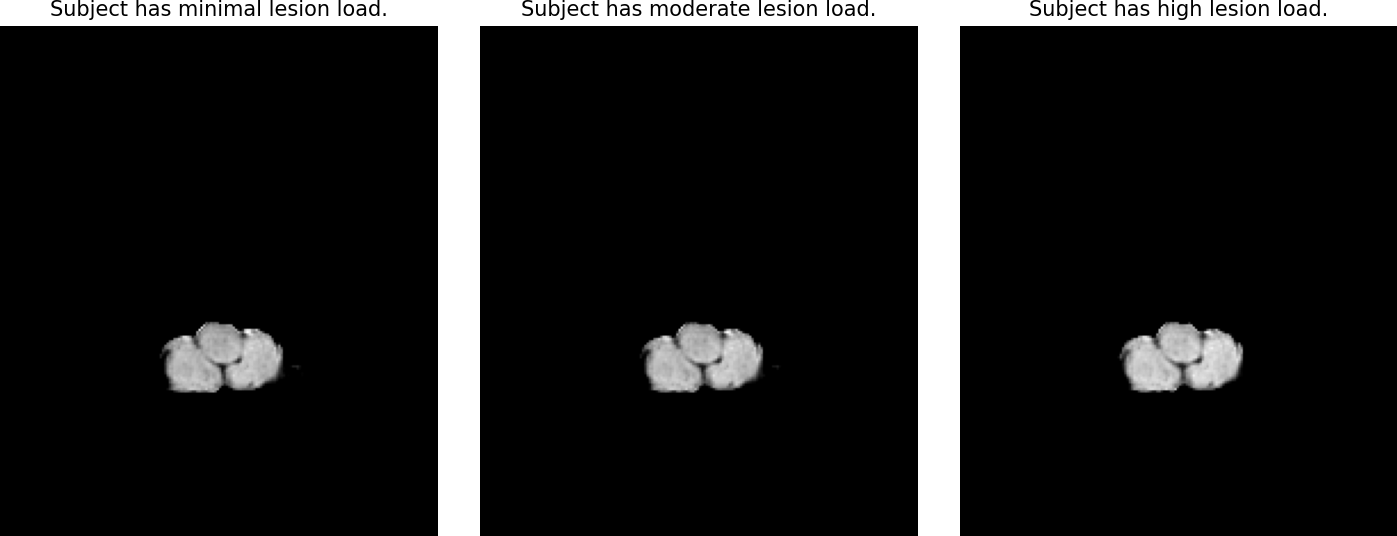 Subject has minimal lesion load.
Subject has moderate lesion load.
Subject has high lesion load.